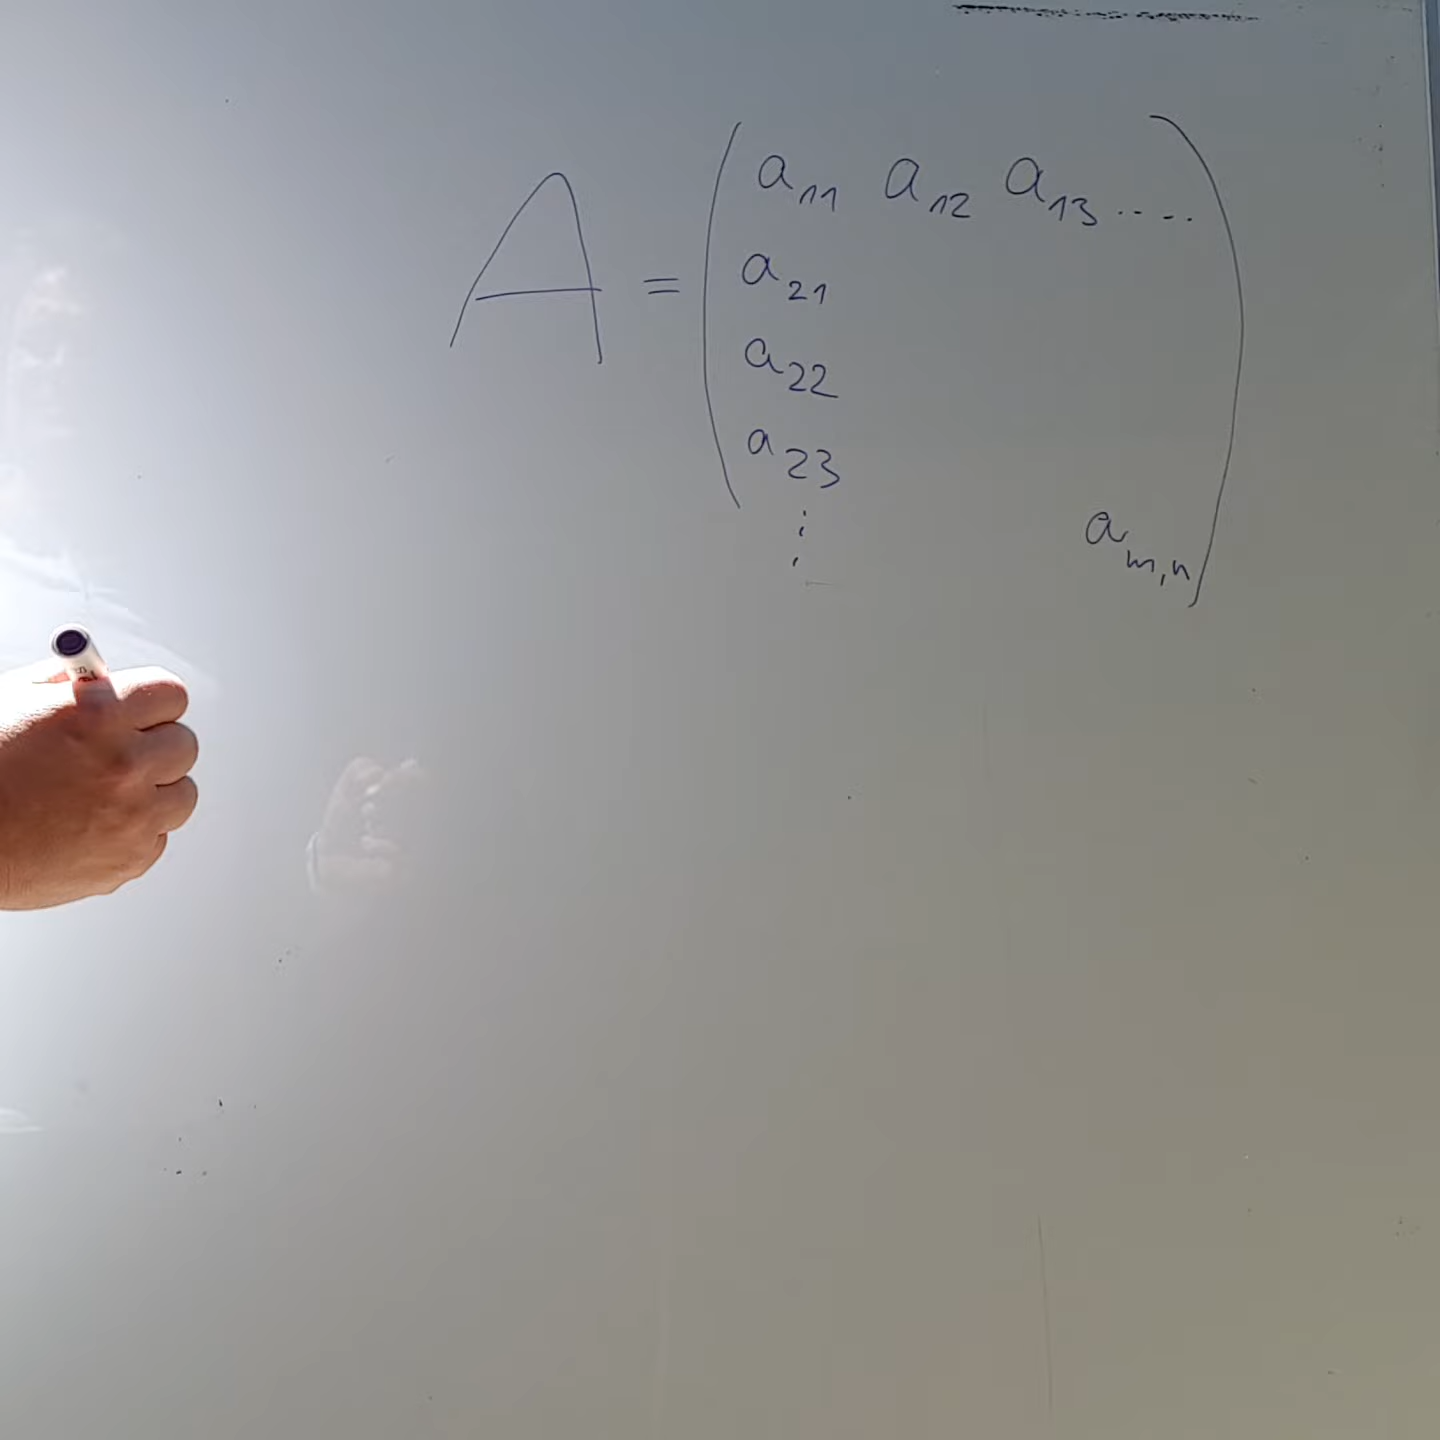 A = ( a11 a12 a13 .... )
a21
a22
a23
⋮
am,n